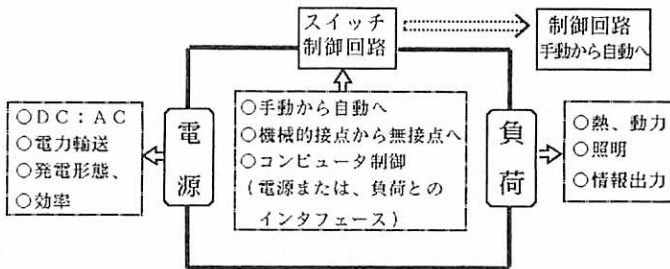 スイッチ
制御回路
制御回路
手動から自動へ
○DC：AC
○電力輸送
○発電形態、
○効率
電源
○手動から自動へ
○機械的接点から無接点へ
○コンピュータ制御
（電源または、負荷との
インタフェース）
負荷
○熱、動力
○照明
○情報出力